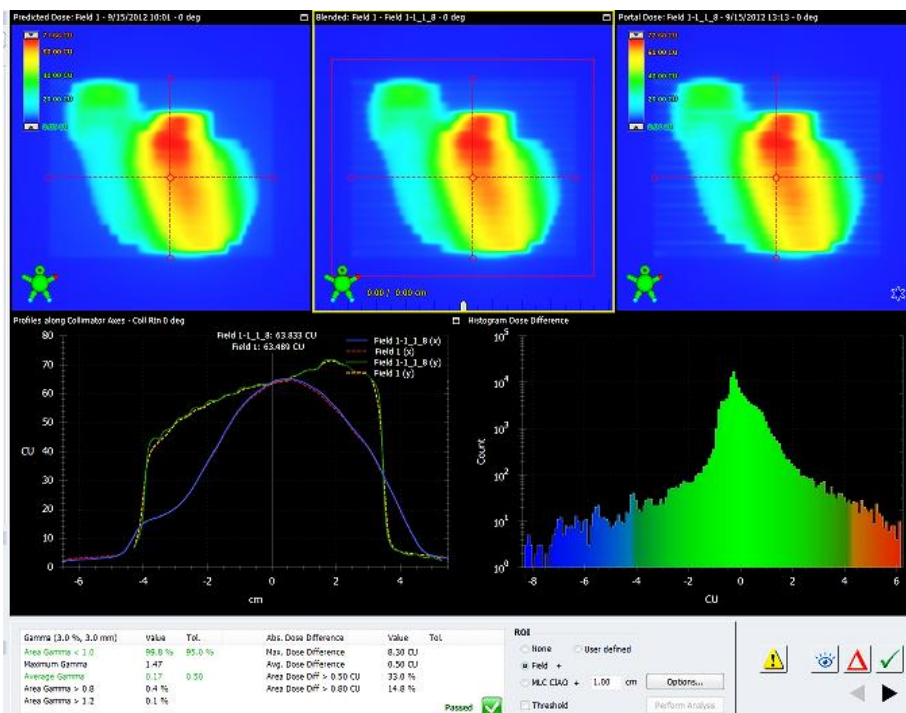 Predicted Dose: Field 1 - 9/15/2012 10:01 - 0 deg
Blended: Field 1 - Field 1-1_1_8 - 0 deg
Portal Dose: Field 1-1_1_8 - 9/15/2012 13:13 - 0 deg
40.00 CU
20.00 CU
0.00 / 0.00 cm
Profiles along Collimator Axes - Coll Rtn 0 deg
Field 1-1_1_8: 63.833 CU
Field 1: 63.489 CU
Field 1-1_1_8 (x)
Field 1 (x)
Field 1-1_1_8 (y)
Field 1 (y)
80
70
60
50
40
30
20
10
0
CU
-6 -4 -2 0 2 4
cm
Histogram Dose Difference
10^5
10^4
10^3
10^2
10^1
10^0
Count
-8 -6 -4 -2 0 2 4 6
CU
Gamma (3.0 %, 3.0 mm) Value Tol.
Area Gamma < 1.0 99.8 % 95.0 %
Maximum Gamma 1.47
Average Gamma 0.17 0.50
Area Gamma > 0.8 0.4 %
Area Gamma > 1.2 0.1 %
Abs. Dose Difference Value Tol.
Max. Dose Difference 8.30 CU
Avg. Dose Difference 0.50 CU
Area Dose Diff > 0.50 CU 33.0 %
Area Dose Diff > 0.80 CU 14.8 %
Passed
ROI
None User defined
Field +
MLC CIAO + 1.00 cm Options...
Threshold Perform Analysis